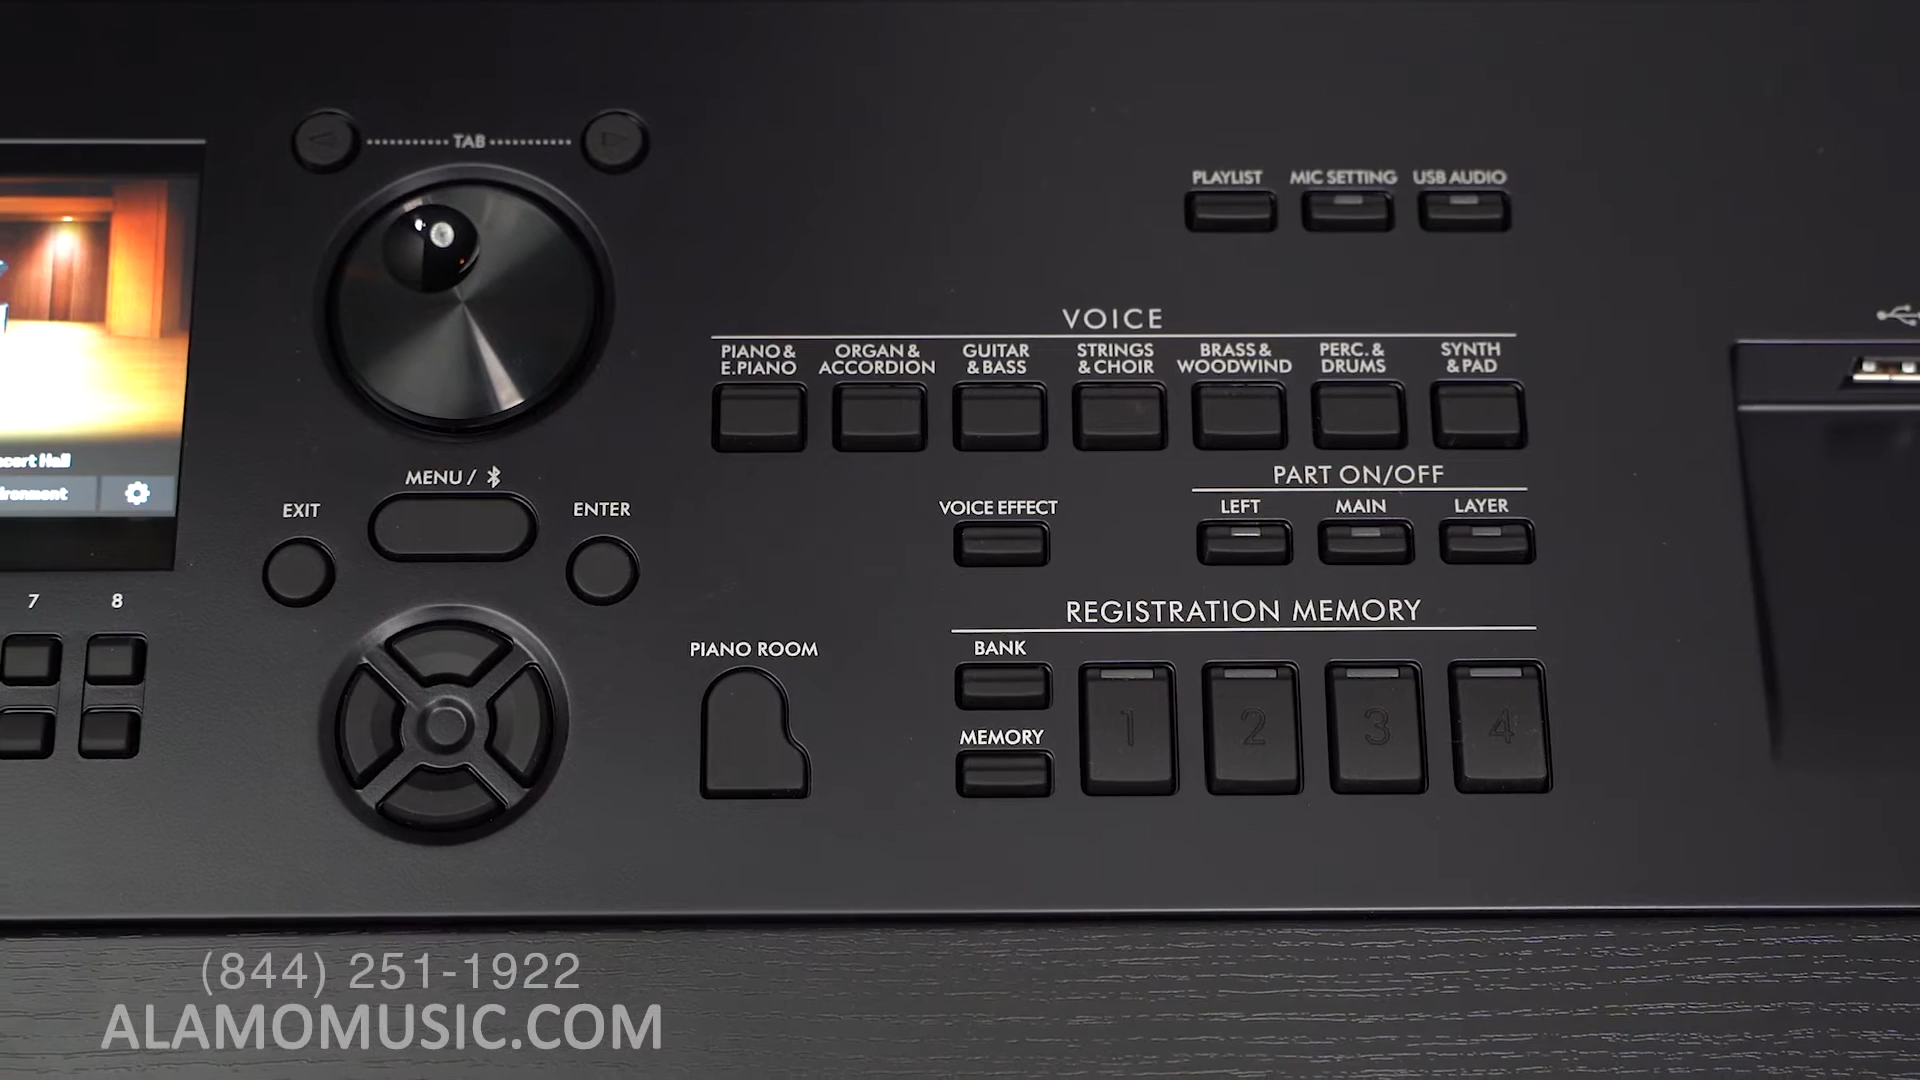 TAB
PLAYLIST MIC SETTING USB AUDIO
VOICE
PIANO & E.PIANO
ORGAN & ACCORDION
GUITAR & BASS
STRINGS & CHOIR
BRASS & WOODWIND
PERC. & DRUMS
SYNTH & PAD
MENU /
EXIT
ENTER
VOICE EFFECT
PART ON/OFF
LEFT MAIN LAYER
7 8
REGISTRATION MEMORY
PIANO ROOM
BANK
MEMORY
1 2 3 4
Hall
(844) 251-1922
ALAMOMUSIC.COM